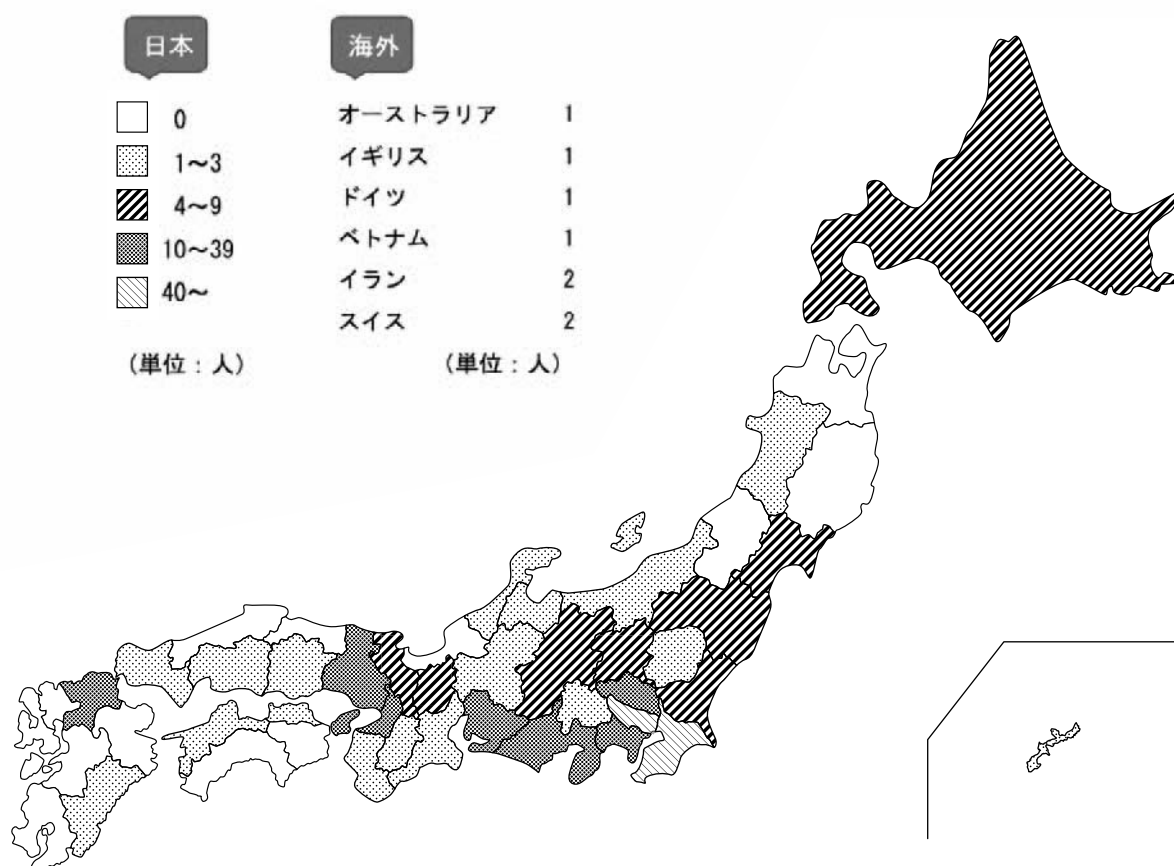 日本
0
1～3
4～9
10～39
40～
(単位：人)
海外
オーストラリア 1
イギリス 1
ドイツ 1
ベトナム 1
イラン 2
スイス 2
(単位：人)